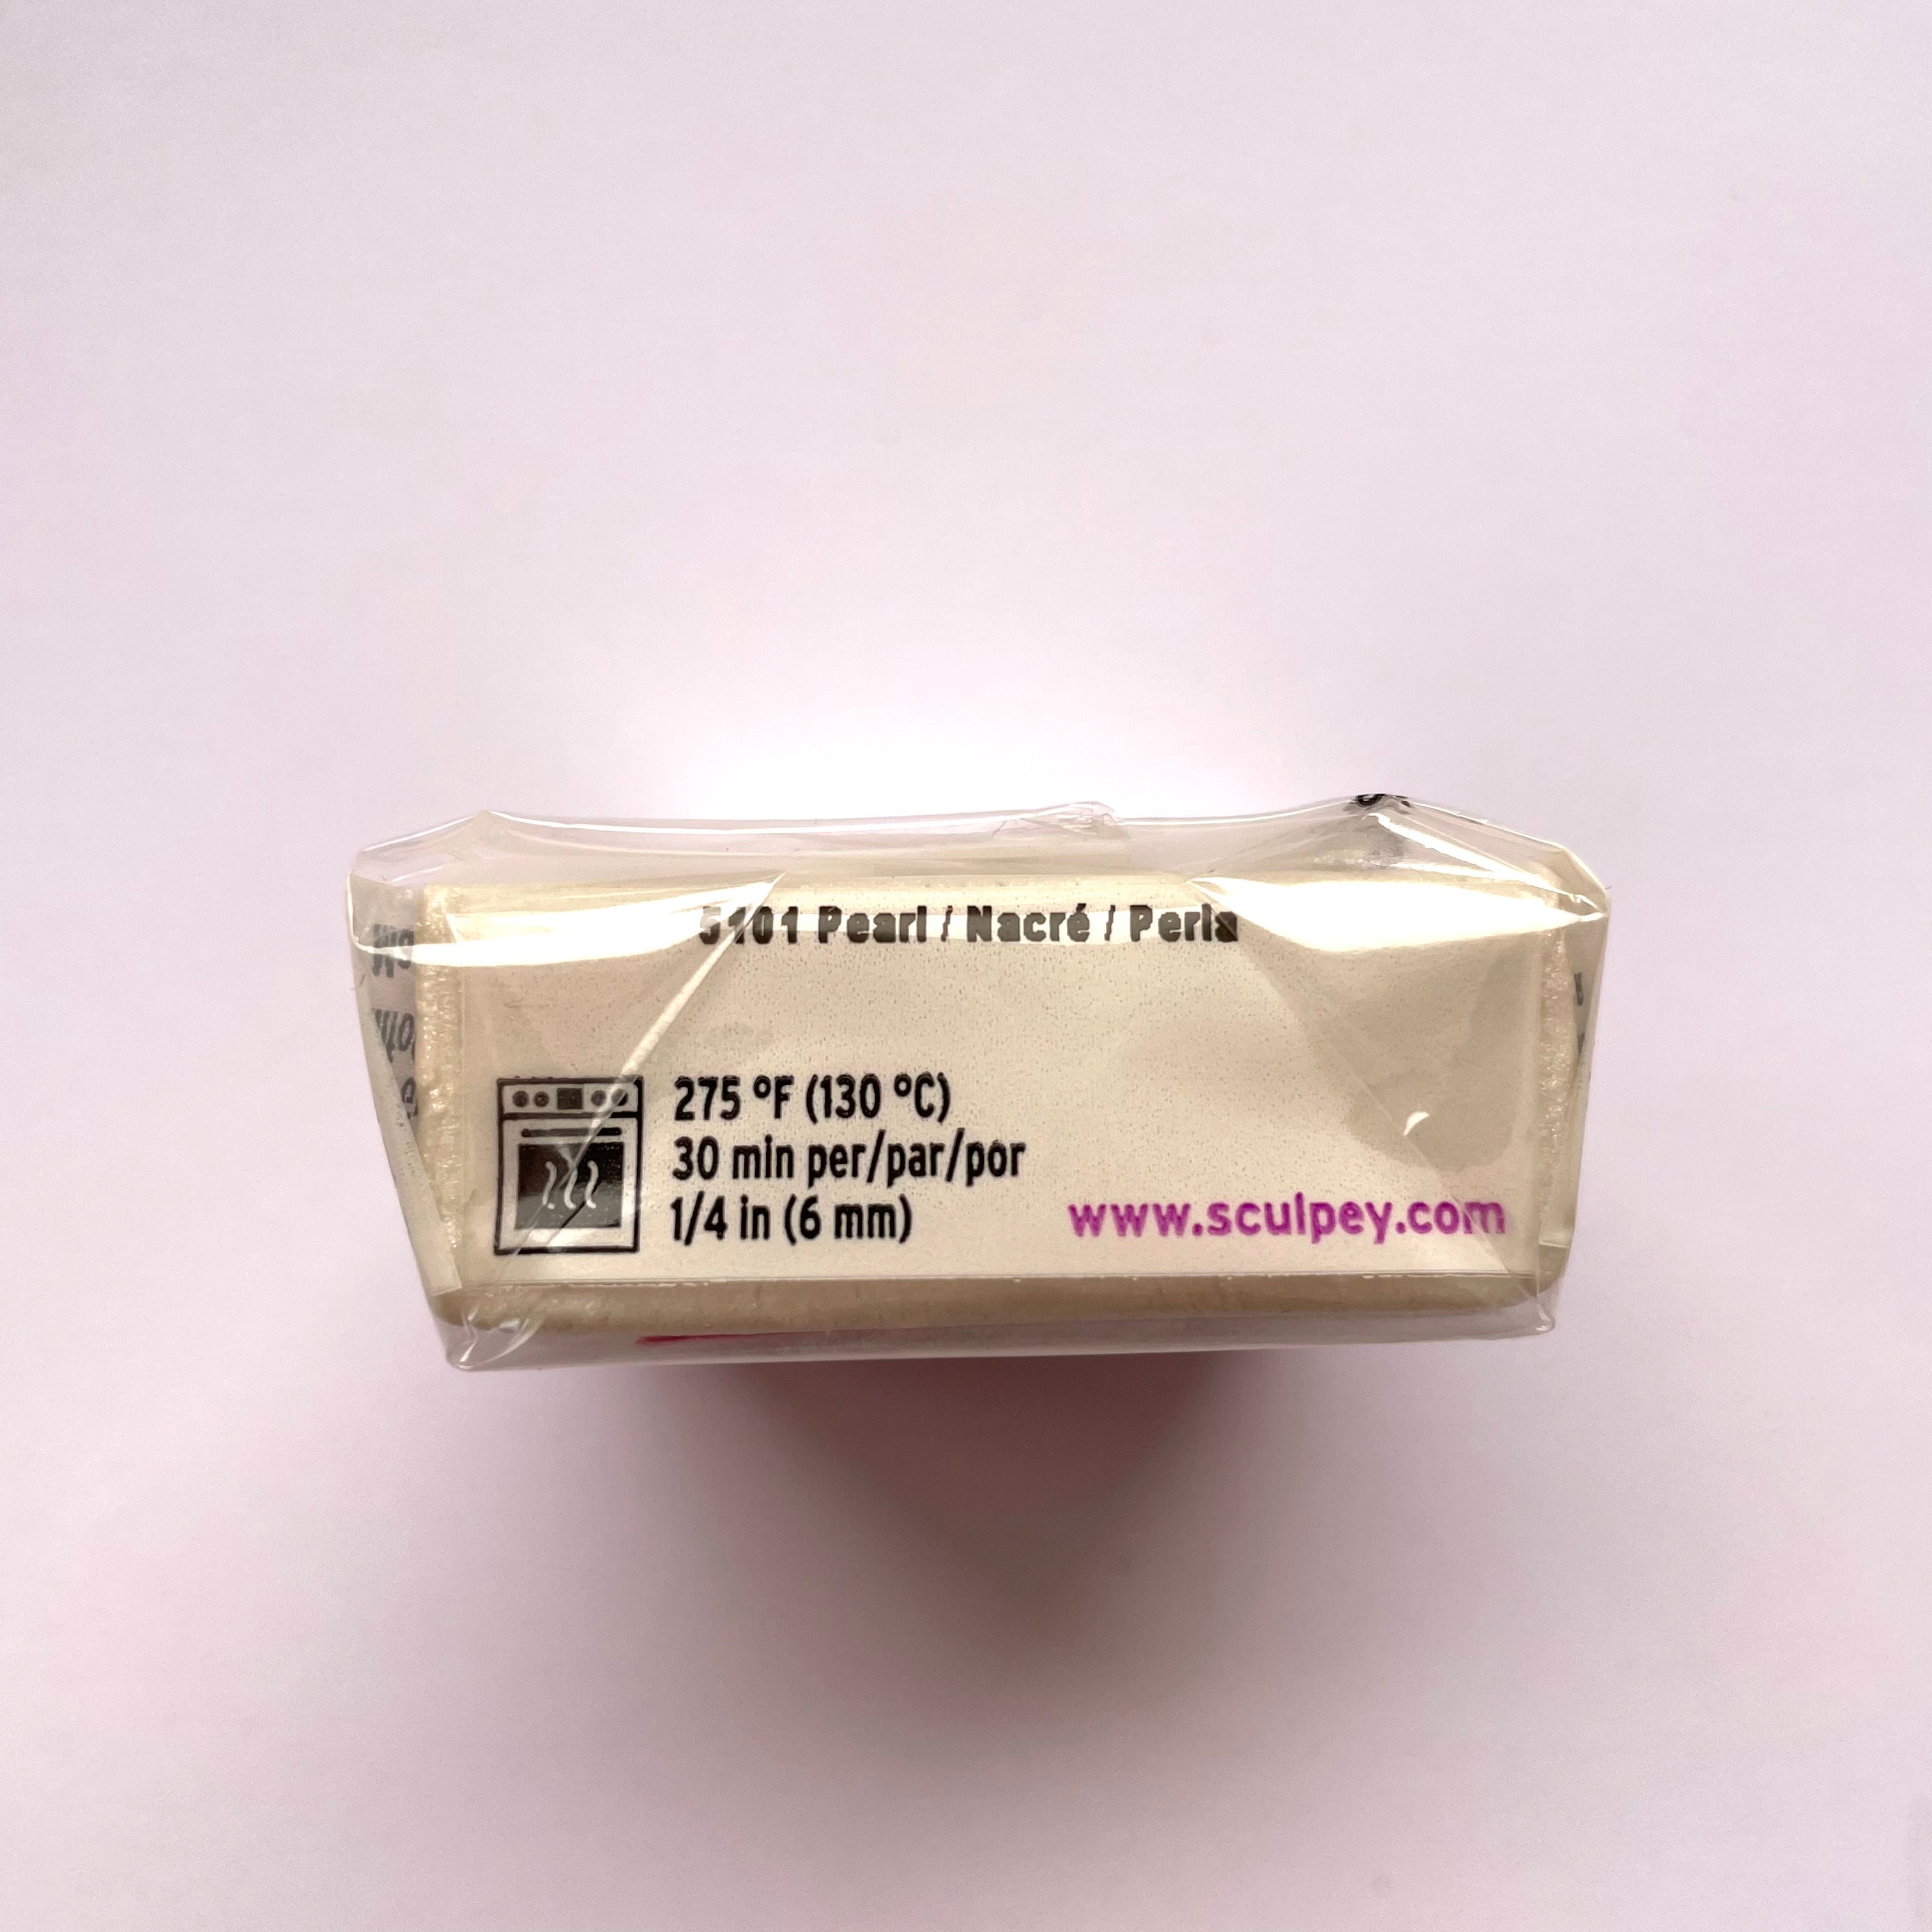 5101 Pearl / Nacré / Perla
275 °F (130 °C)
30 min per/par/por
1/4 in (6 mm)
www.sculpey.com